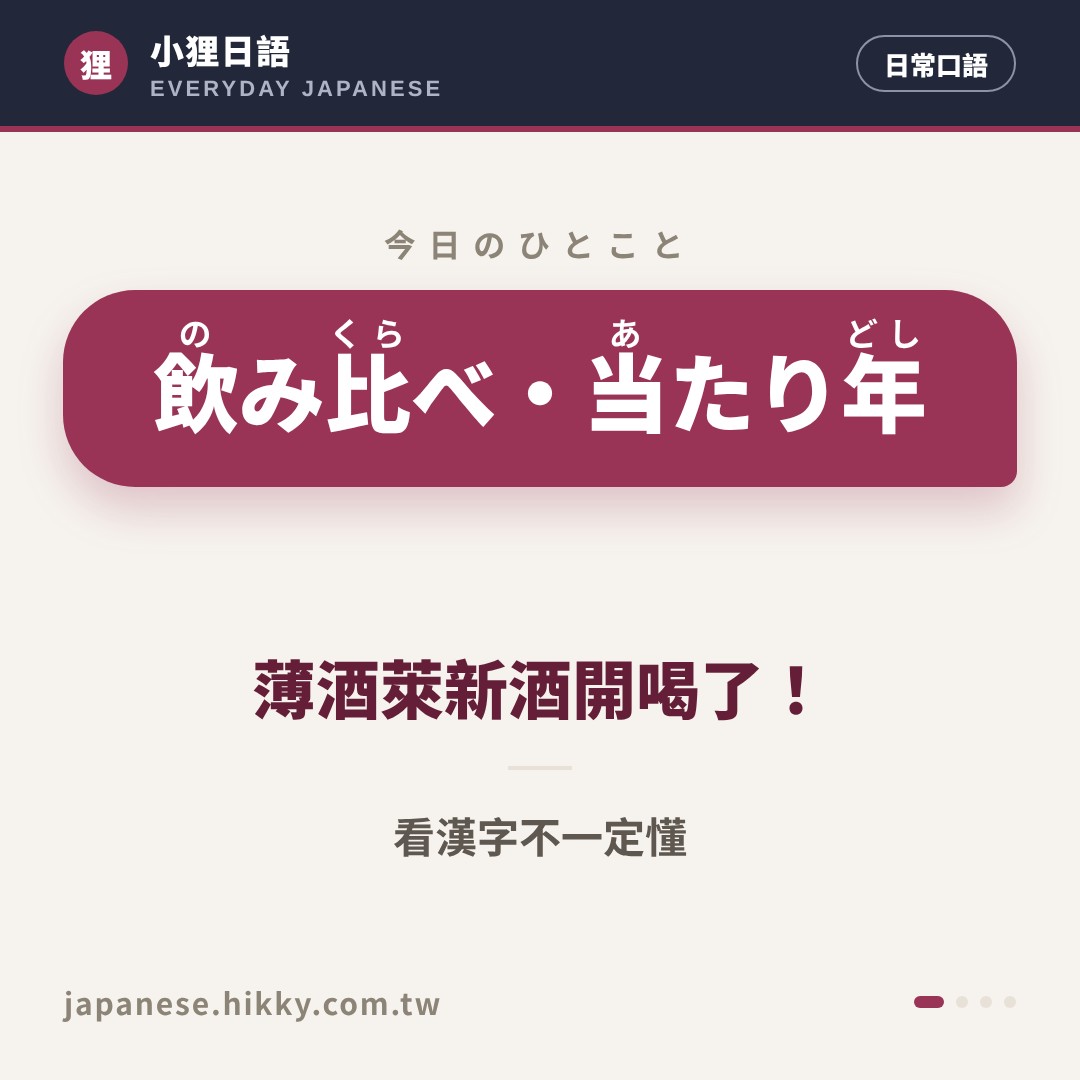 狸
小狸日語
EVERYDAY JAPANESE
日常口語
今日のひとこと
の くら あ どし
飲み比べ・当たり年
薄酒萊新酒開喝了！
看漢字不一定懂
japanese.hikky.com.tw